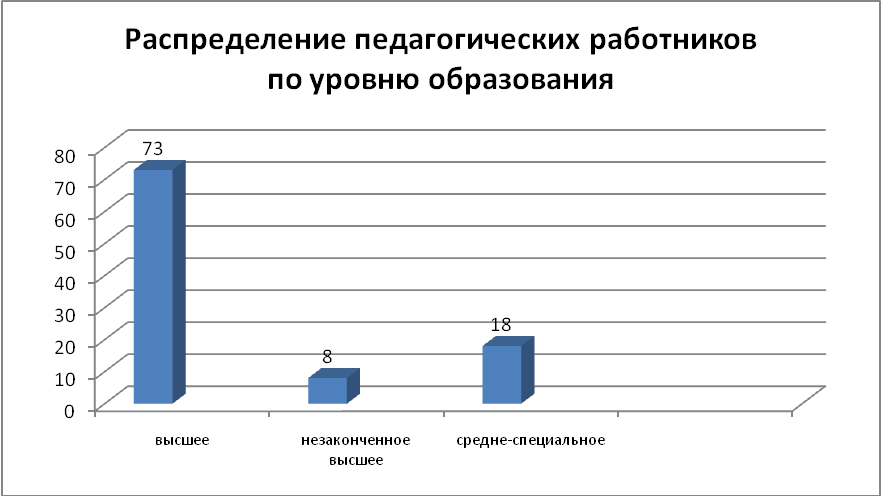 Распределение педагогических работников
по уровню образования
80
70
60
50
40
30
20
10
0
73
8
18
высшее
незаконченное
высшее
средне-специальное